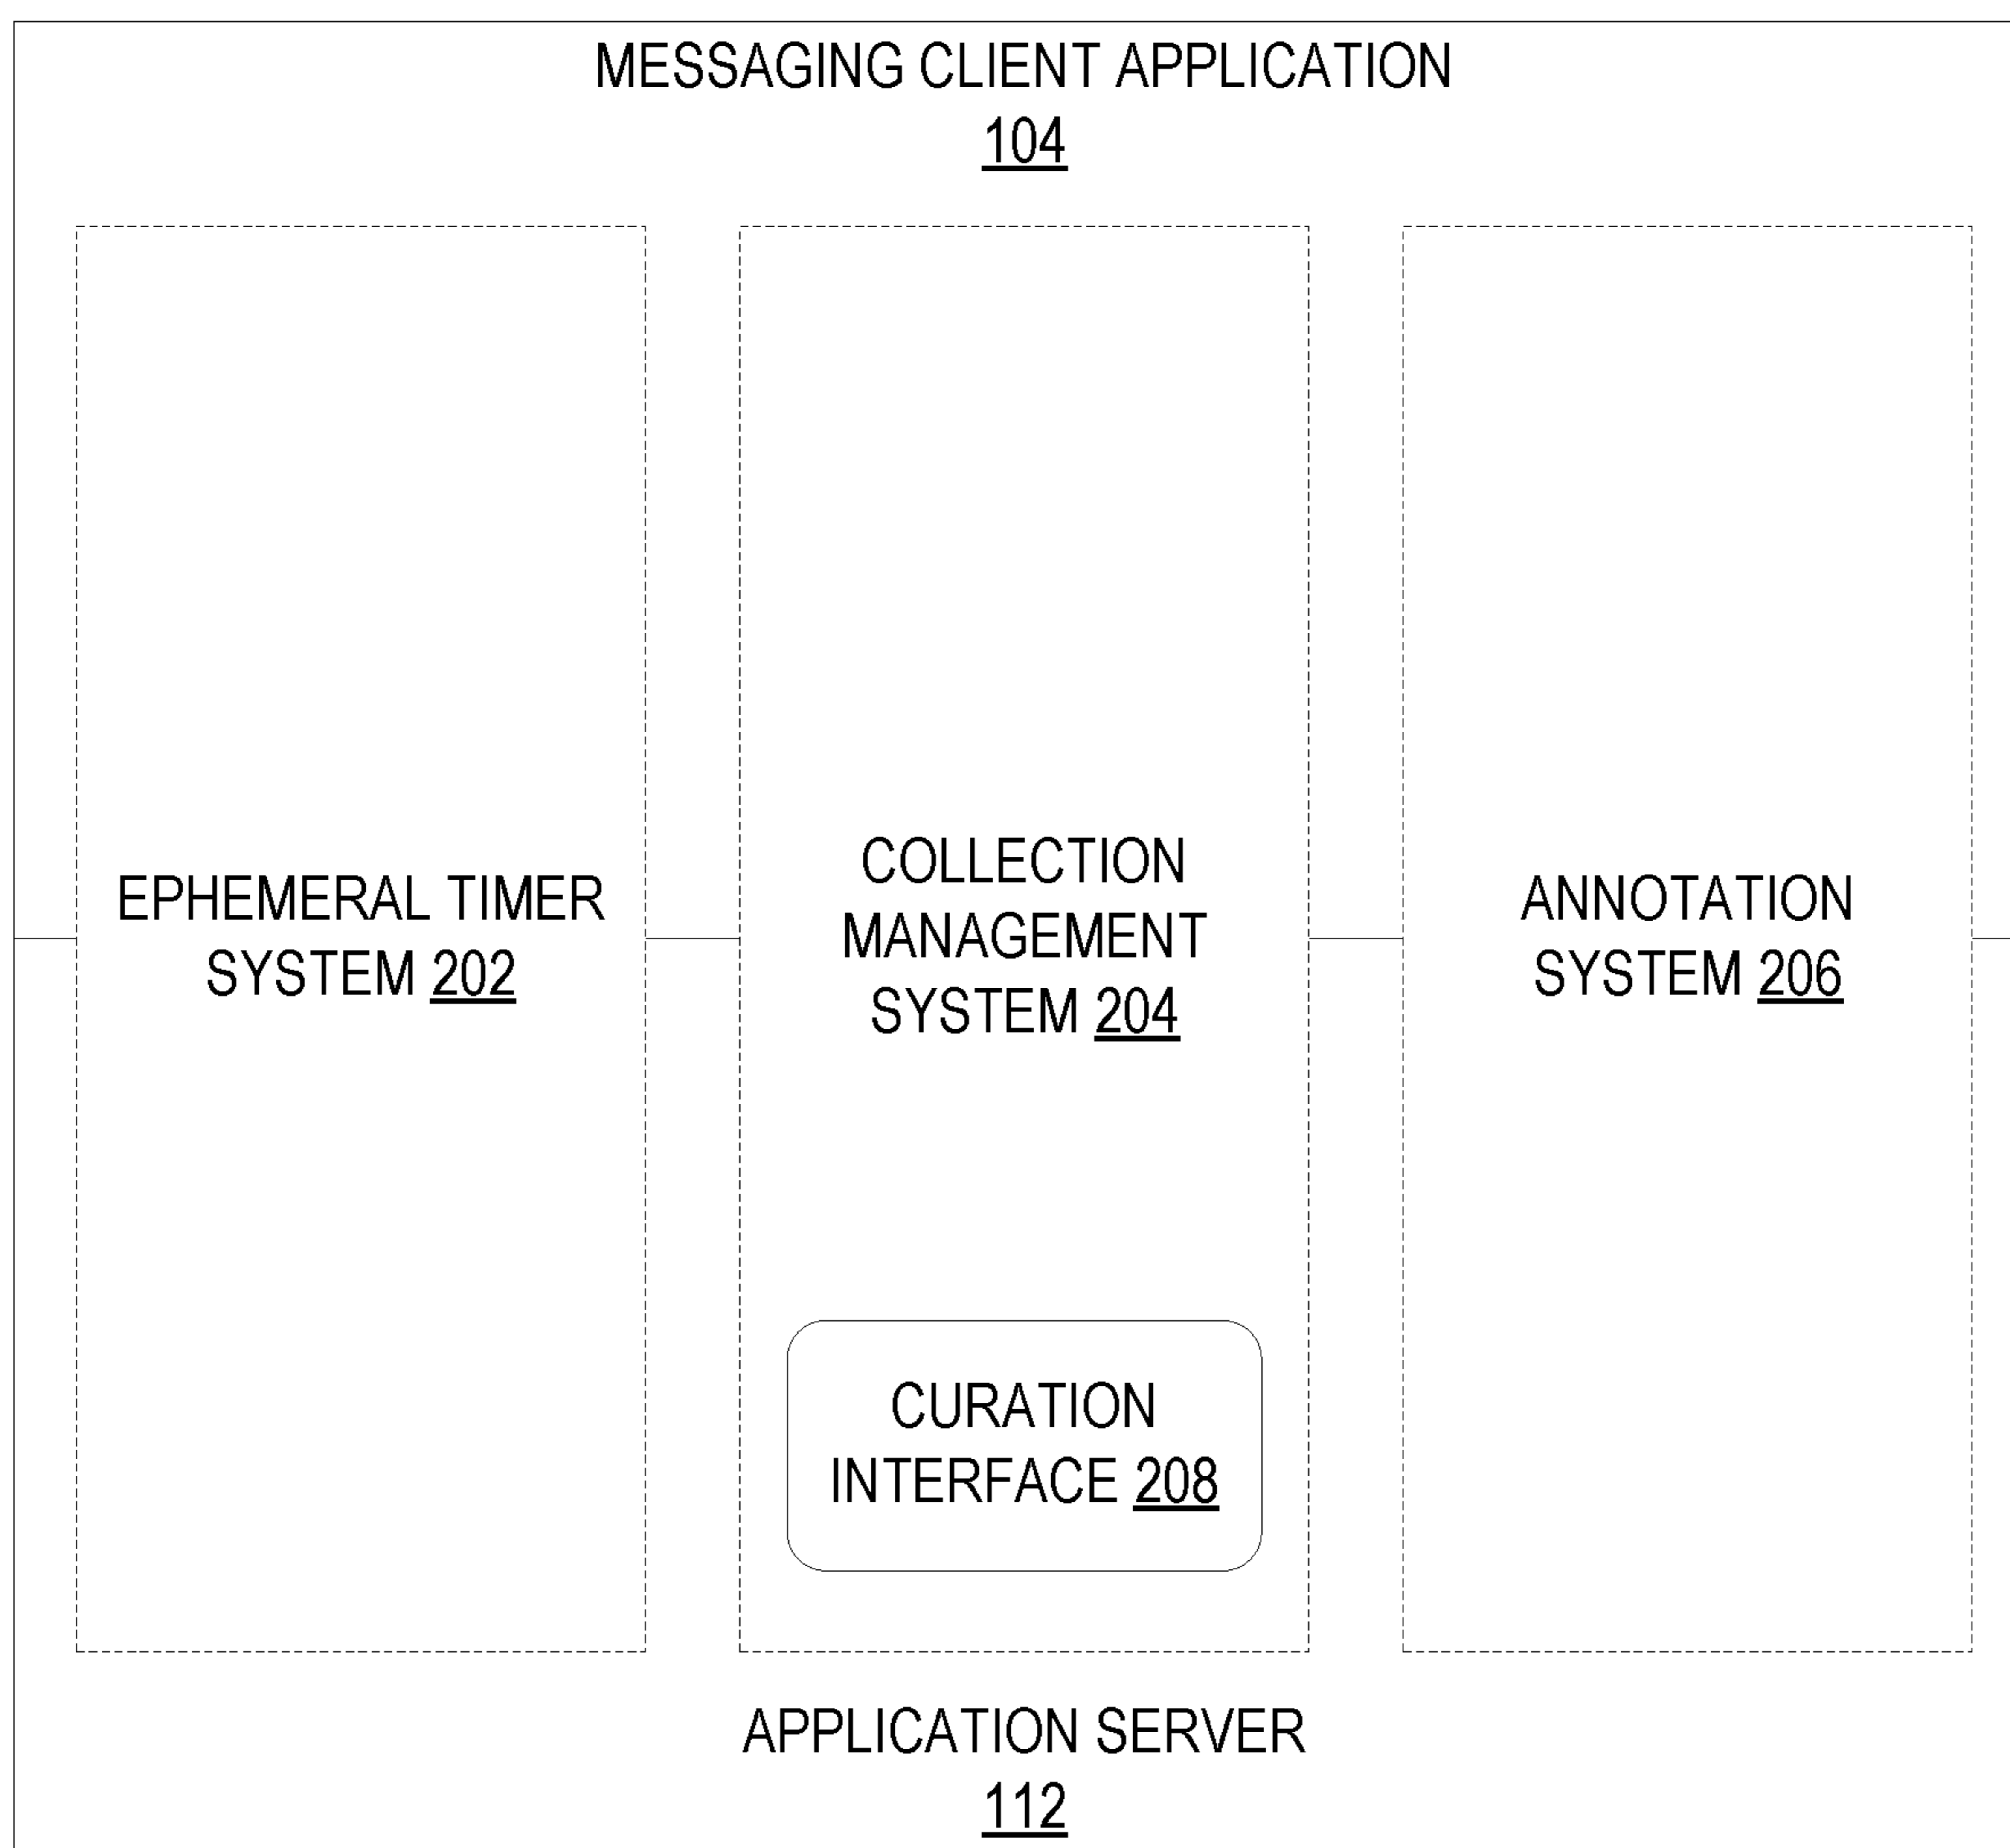 MESSAGING CLIENT APPLICATION
104
EPHEMERAL TIMER
SYSTEM 202
COLLECTION
MANAGEMENT
SYSTEM 204
ANNOTATION
SYSTEM 206
CURATION
INTERFACE 208
APPLICATION SERVER
112